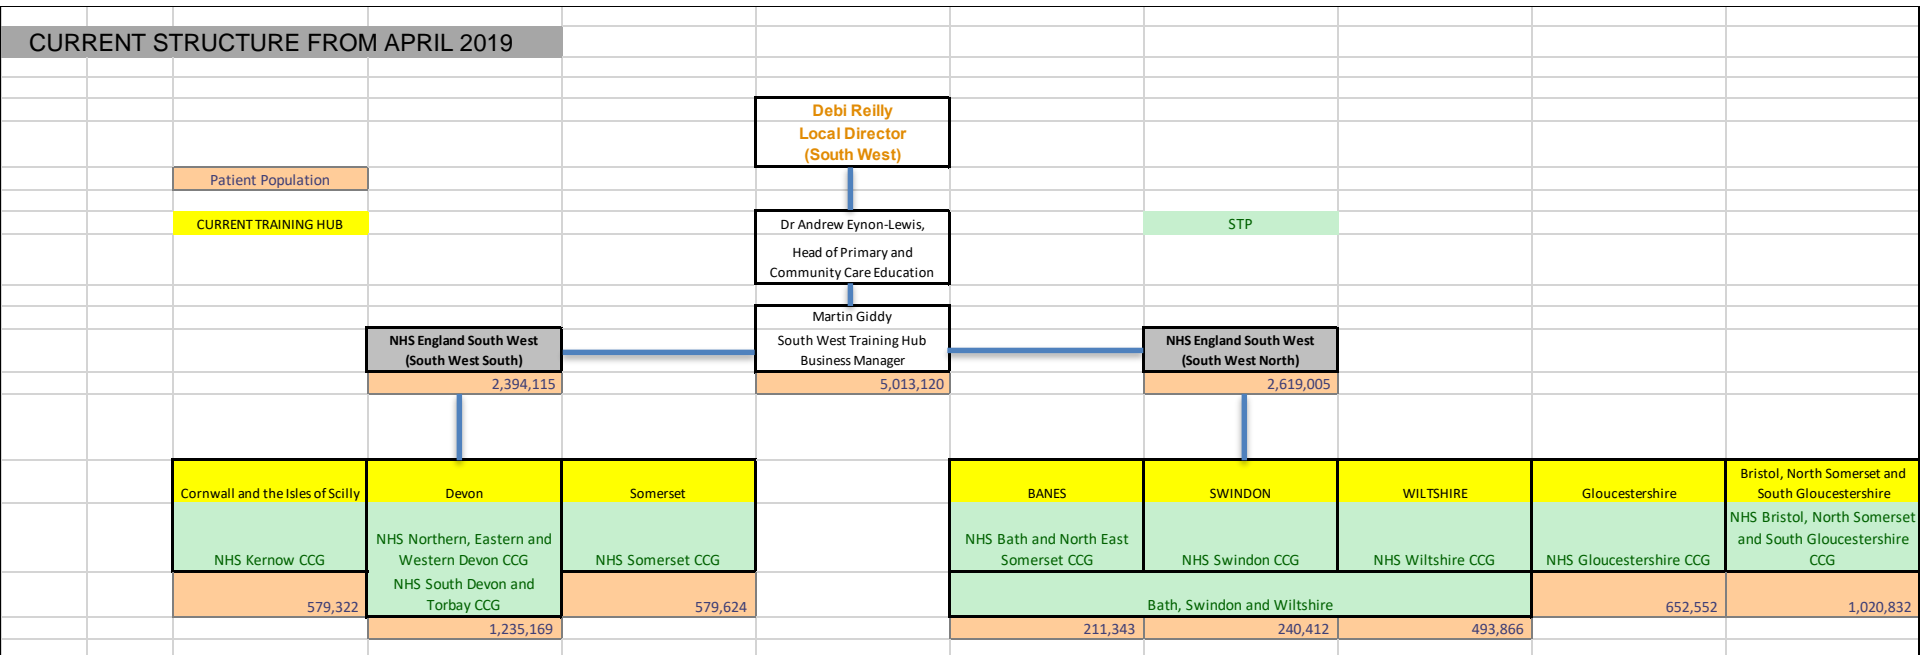 CURRENT STRUCTURE FROM APRIL 2019
Debi Reilly
Local Director
(South West)
Patient Population
CURRENT TRAINING HUB
Dr Andrew Eynon-Lewis,
Head of Primary and
Community Care Education
STP
Martin Giddy
South West Training Hub
Business Manager
NHS England South West
(South West South)
NHS England South West
(South West North)
2,394,115
5,013,120
2,619,005
Cornwall and the Isles of Scilly
Devon
Somerset
BANES
SWINDON
WILTSHIRE
Gloucestershire
Bristol, North Somerset and
South Gloucestershire
NHS Kernow CCG
NHS Northern, Eastern and
Western Devon CCG
NHS South Devon and
Torbay CCG
NHS Somerset CCG
NHS Bath and North East
Somerset CCG
NHS Swindon CCG
NHS Wiltshire CCG
NHS Gloucestershire CCG
NHS Bristol, North Somerset
and South Gloucestershire
CCG
579,322
579,624
Bath, Swindon and Wiltshire
652,552
1,020,832
1,235,169
211,343
240,412
493,866